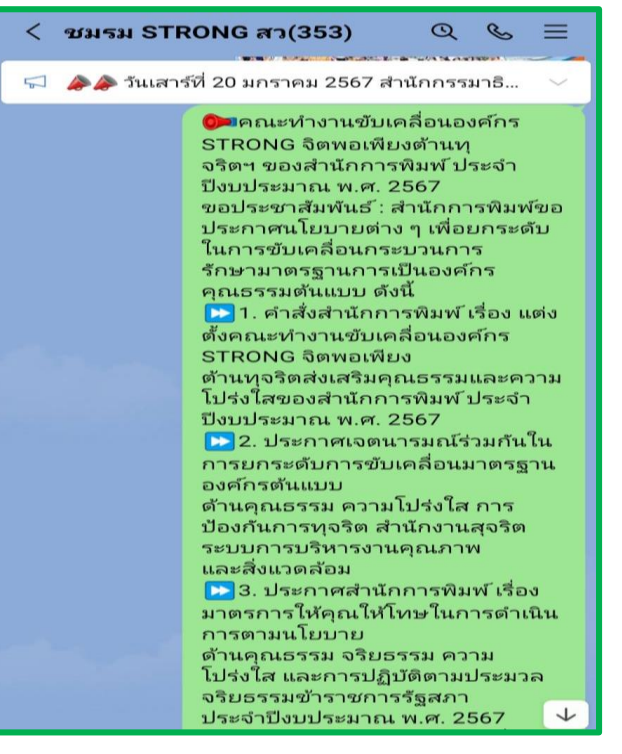 ชมรม STRONG สว(353)
วันเสาร์ที่ 20 มกราคม 2567 สำนักกรรมาธิ...
คณะทำงานขับเคลื่อนองค์กร
STRONG จิตพอเพียงต้านทุ
จริตฯ ของสำนักการพิมพ์ ประจำ
ปีงบประมาณ พ.ศ. 2567
ขอประชาสัมพันธ์ : สำนักการพิมพ์ขอ
ประกาศนโยบายต่าง ๆ เพื่อยกระดับ
ในการขับเคลื่อนกระบวนการ
รักษามาตรฐานการเป็นองค์กร
คุณธรรมต้นแบบ ดังนี้
1. คำสั่งสำนักการพิมพ์ เรื่อง แต่ง
ตั้งคณะทำงานขับเคลื่อนองค์กร
STRONG จิตพอเพียง
ต้านทุจริตส่งเสริมคุณธรรมและความ
โปร่งใสของสำนักการพิมพ์ ประจำ
ปีงบประมาณ พ.ศ. 2567
2. ประกาศเจตนารมณ์ร่วมกันใน
การยกระดับการขับเคลื่อนมาตรฐาน
องค์กรต้นแบบ
ด้านคุณธรรม ความโปร่งใส การ
ป้องกันการทุจริต สำนักงานสุจริต
ระบบการบริหารงานคุณภาพ
และสิ่งแวดล้อม
3. ประกาศสำนักการพิมพ์ เรื่อง
มาตรการให้คุณให้โทษในการดำเนิน
การตามนโยบาย
ด้านคุณธรรม จริยธรรม ความ
โปร่งใส และการปฏิบัติตามประมวล
จริยธรรมข้าราชการรัฐสภา
ประจำปีงบประมาณ พ.ศ. 2567